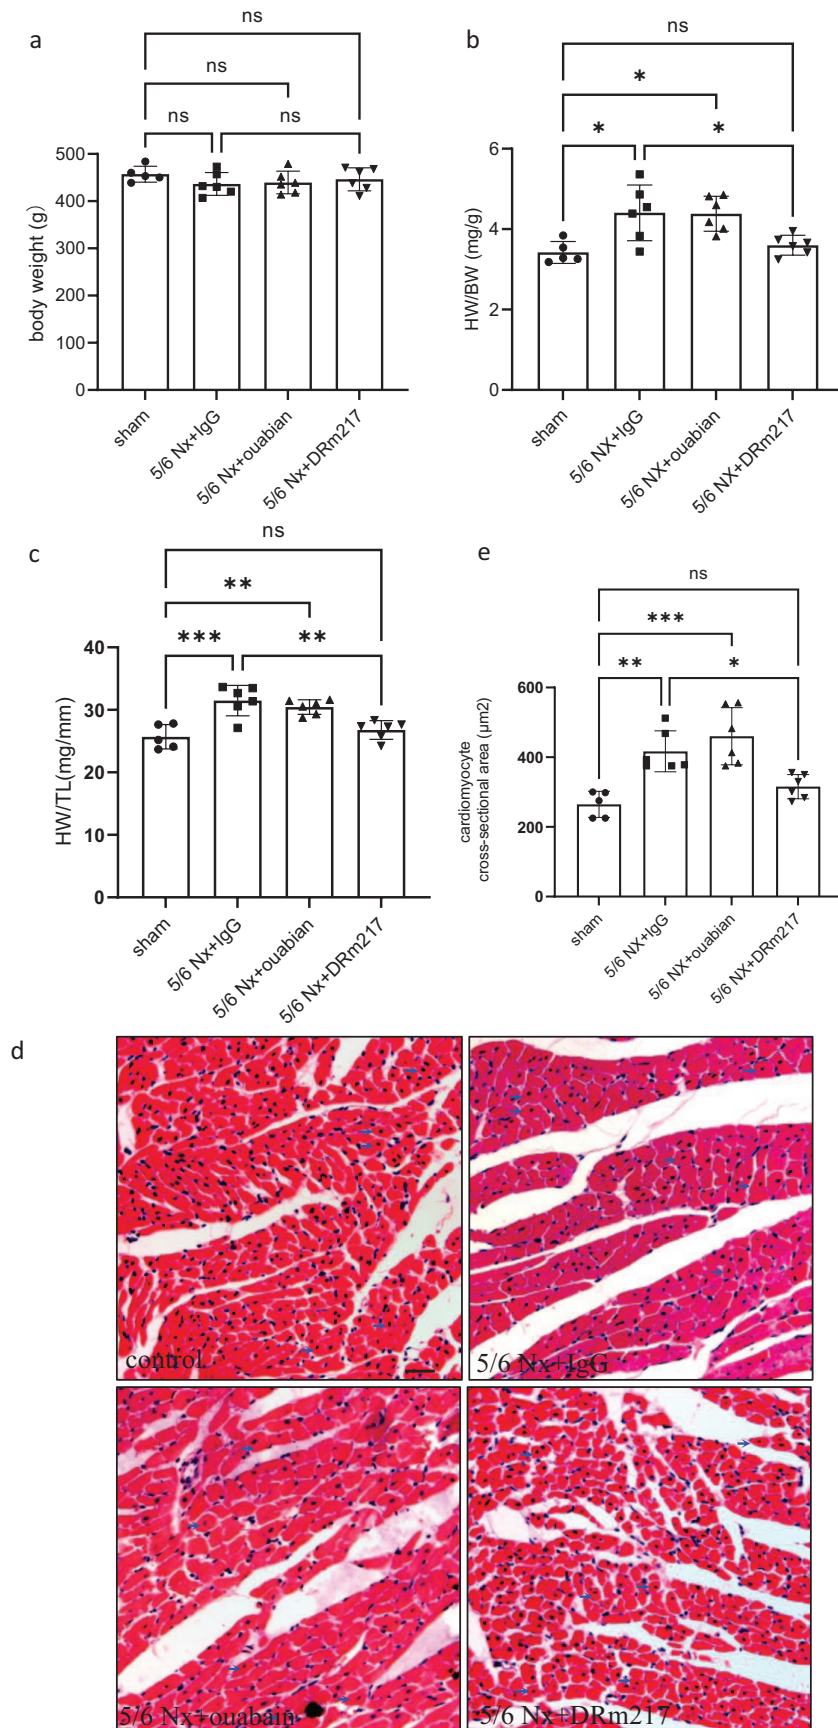 a
ns
ns
ns
ns
body weight (g)
500
400
300
200
100
0
sham
5/6 Nx+IgG
5/6 Nx+ouabian
5/6 Nx+DRm217
b
ns
*
*
*
HW/BW (mg/g)
6
4
2
0
sham
5/6 NX+IgG
5/6 NX+ouabian
5/6 NX+DRm217
c
ns
**
***
**
HW/TL(mg/mm)
40
30
20
10
0
sham
5/6 Nx+IgG
5/6 Nx+ouabian
5/6 Nx+DRm217
e
ns
***
**
*
cardiomyocyte
cross-sectional area (μm2)
600
400
200
0
sham
5/6 NX+IgG
5/6 NX+ouabian
5/6 NX+DRm217
d
control
5/6 Nx+IgG
5/6 Nx+ouabain
5/6 Nx+DRm217